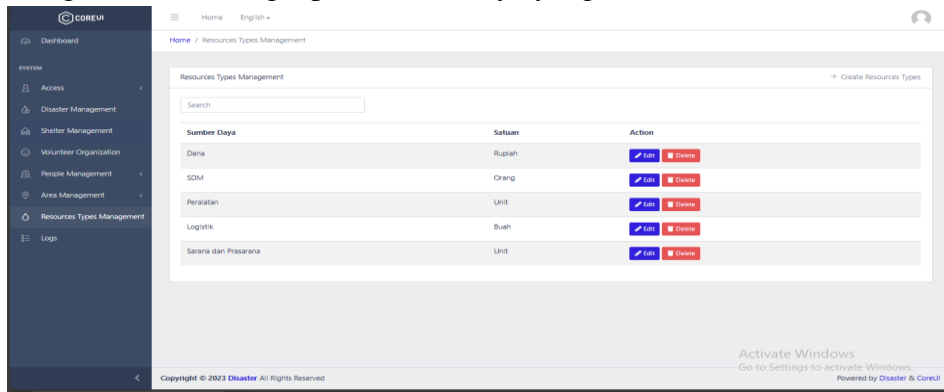 COREUI
Home English
Dashboard
Home / Resources Types Management
SYSTEM
Access
Disaster Management
Shelter Management
Volunteer Organization
People Management
Area Management
Resources Types Management
Logs
Resources Types Management
+ Create Resources Types
Search
Sumber Daya Satuan Action
Dana Rupiah Edit Delete
SDM Orang Edit Delete
Peralatan Unit Edit Delete
Logistik Buah Edit Delete
Sarana dan Prasarana Unit Edit Delete
Activate Windows
Go to Settings to activate Windows.
Copyright © 2023 Disaster All Rights Reserved
Powered by Disaster & CoreUI